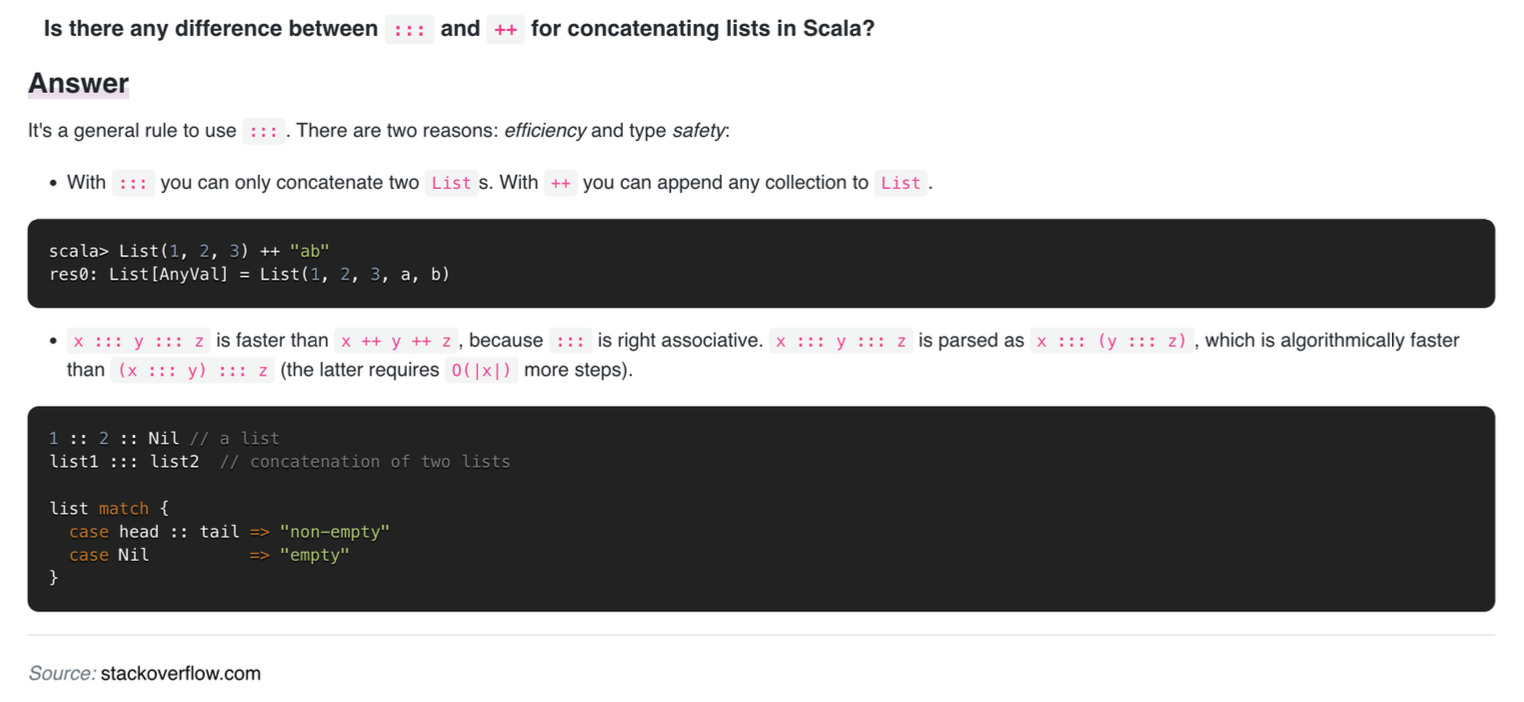 Is there any difference between ::: and ++ for concatenating lists in Scala?
Answer
It's a general rule to use ::: . There are two reasons: efficiency and type safety:
• With ::: you can only concatenate two List s. With ++ you can append any collection to List .
scala> List(1, 2, 3) ++ "ab"
res0: List[AnyVal] = List(1, 2, 3, a, b)
• x ::: y ::: z is faster than x ++ y ++ z , because ::: is right associative. x ::: y ::: z is parsed as x ::: (y ::: z) , which is algorithmically faster
than (x ::: y) ::: z (the latter requires O(|x|) more steps).
1 :: 2 :: Nil // a list
list1 ::: list2  // concatenation of two lists
list match {
  case head :: tail => "non-empty"
  case Nil          => "empty"
}
Source: stackoverflow.com